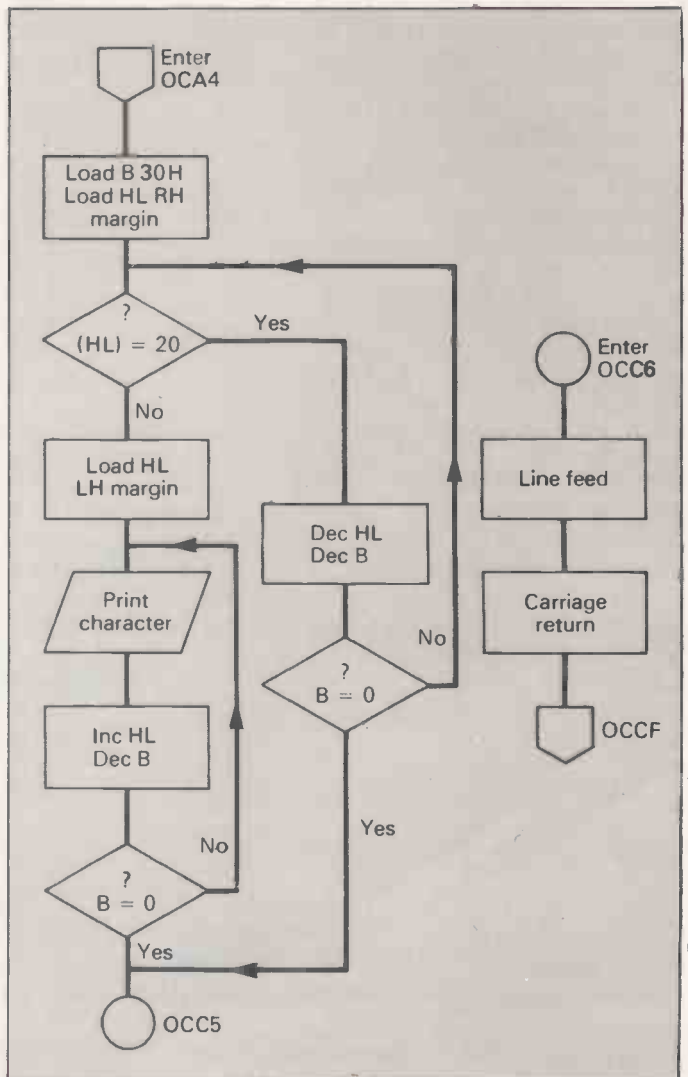 Enter
OCA4
Load B 30H
Load HL RH
margin
?
(HL) = 20
Yes
No
Load HL
LH margin
Print
character
Inc HL
Dec B
No
?
B = 0
Yes
OCC5
Dec HL
Dec B
No
?
B = 0
Yes
Enter
OCC6
Line feed
Carriage
return
OCCF